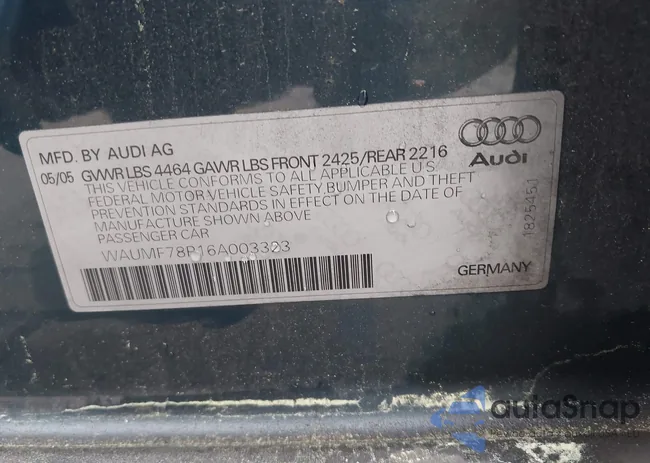 MFD. BY AUDI AG
05/05 GVWR LBS 4464 GAWR LBS FRONT 2425/REAR 2216
THIS VEHICLE CONFORMS TO ALL APPLICABLE U.S.
FEDERAL MOTOR VEHICLE SAFETY,BUMPER AND THEFT
PREVENTION STANDARDS IN EFFECT ON THE DATE OF
MANUFACTURE SHOWN ABOVE
PASSENGER CAR
WAUMF78P16A003323
Audi
1825451
GERMANY
AutoSnap